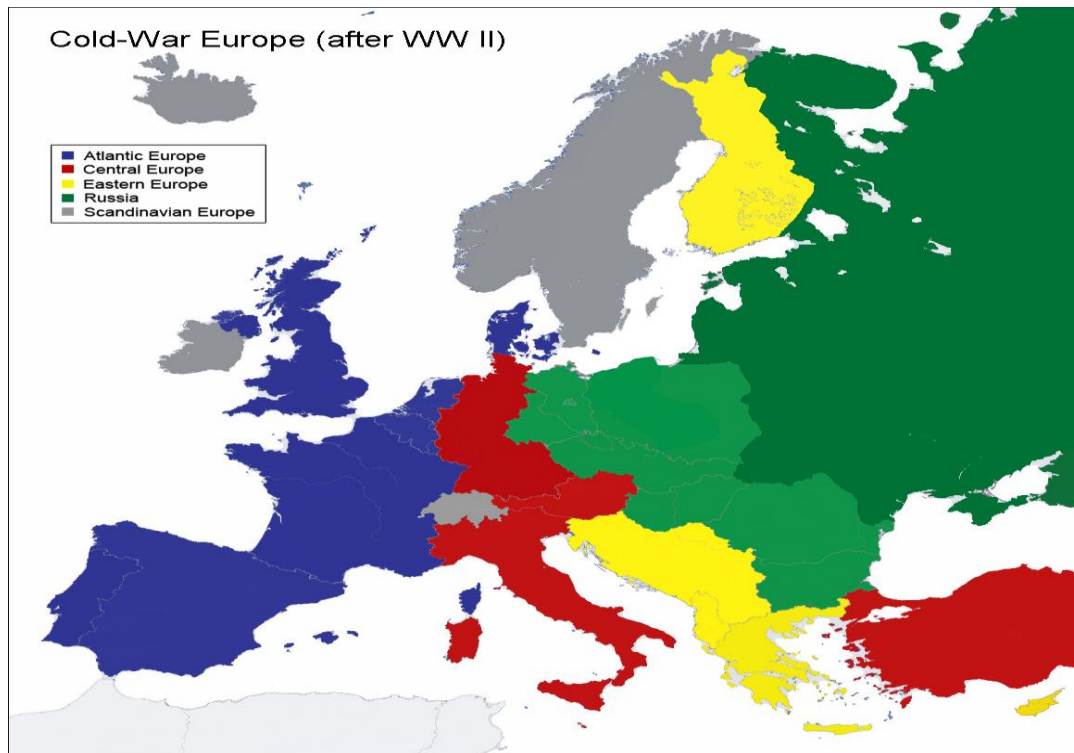 Cold-War Europe (after WW II)
Atlantic Europe
Central Europe
Eastern Europe
Russia
Scandinavian Europe